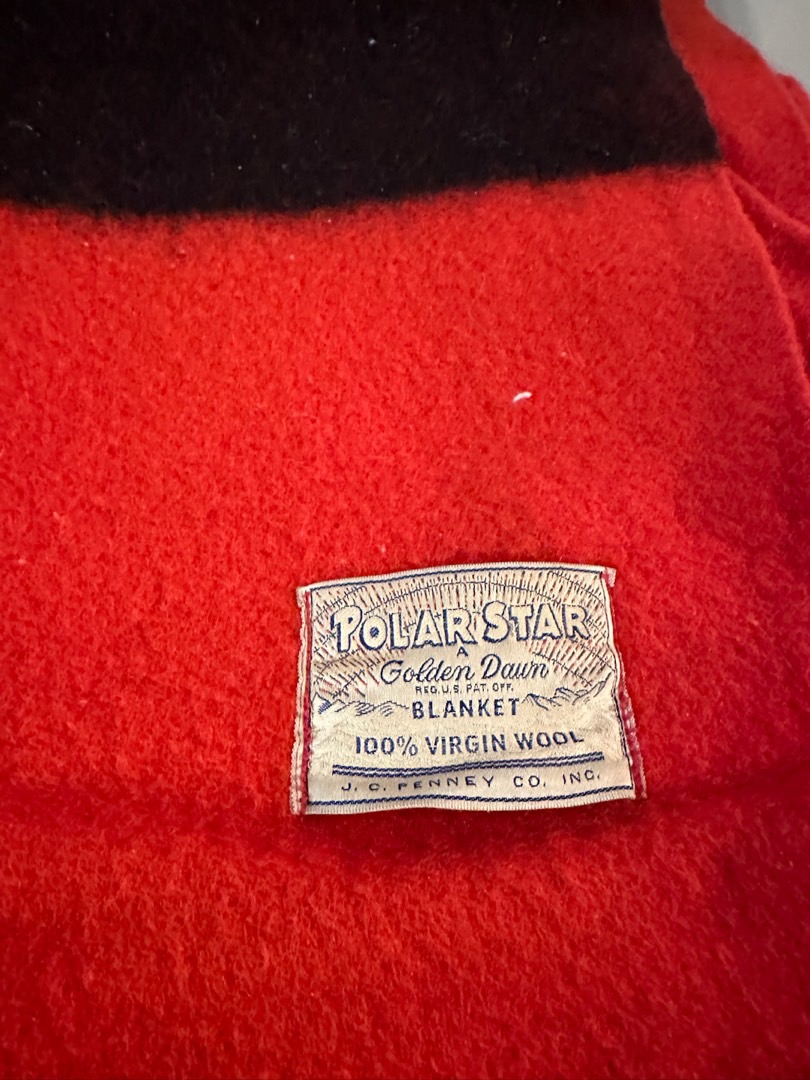 POLAR STAR
A
Golden Dawn
REG. U.S. PAT. OFF.
BLANKET
100% VIRGIN WOOL
J. C. PENNEY CO. INC.